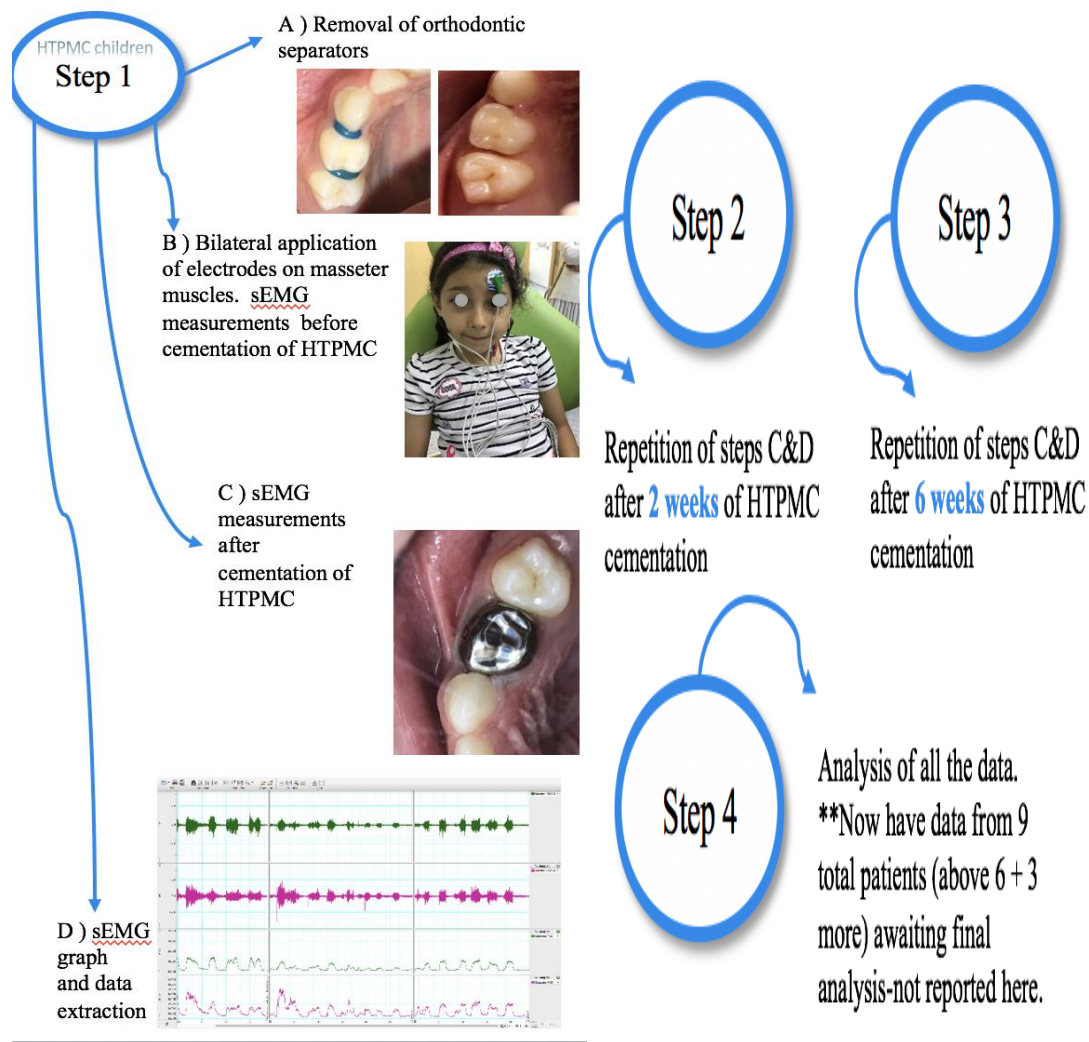 HTPMC children
Step 1
A ) Removal of orthodontic
separators
B ) Bilateral application
of electrodes on masseter
muscles. sEMG
measurements before
cementation of HTPMC
C ) sEMG
measurements
after
cementation of
HTPMC
D ) sEMG
graph
and data
extraction
Step 2
Repetition of steps C&D
after 2 weeks of HTPMC
cementation
Step 3
Repetition of steps C&D
after 6 weeks of HTPMC
cementation
Step 4
Analysis of all the data.
**Now have data from 9
total patients (above 6 + 3
more) awaiting final
analysis-not reported here.